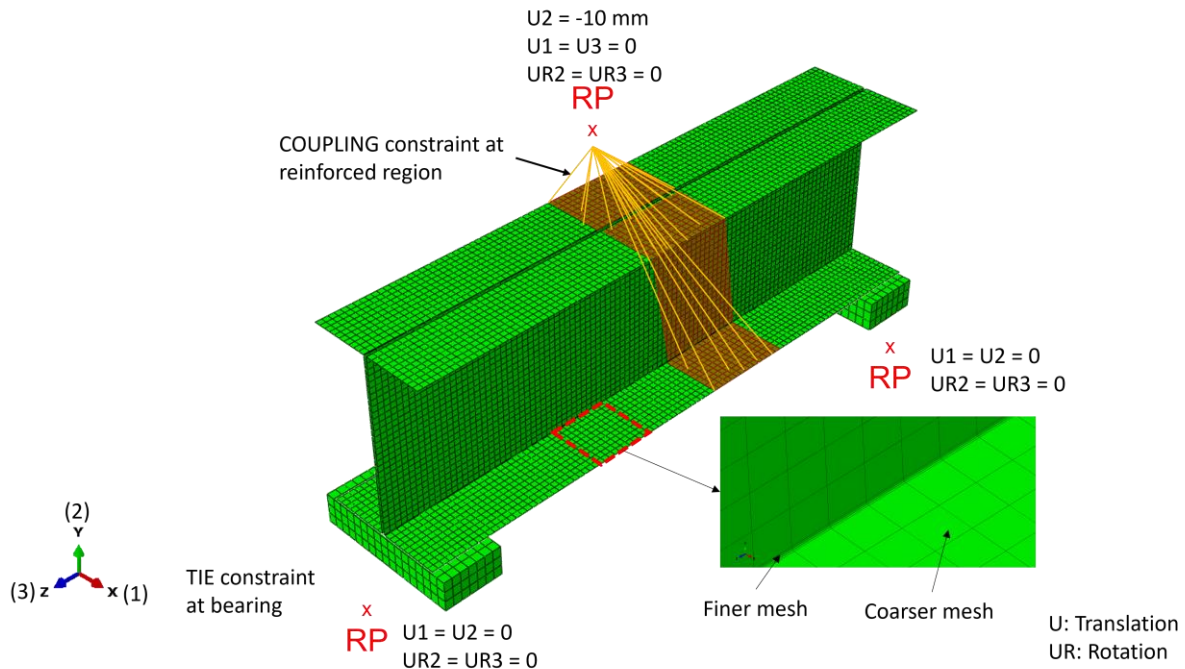 U2 = -10 mm
U1 = U3 = 0
UR2 = UR3 = 0
RP
x
COUPLING constraint at
reinforced region
x
RP
U1 = U2 = 0
UR2 = UR3 = 0
(2)
Y
(3) Z
X (1)
TIE constraint
at bearing
x
RP
U1 = U2 = 0
UR2 = UR3 = 0
Finer mesh
Coarser mesh
U: Translation
UR: Rotation